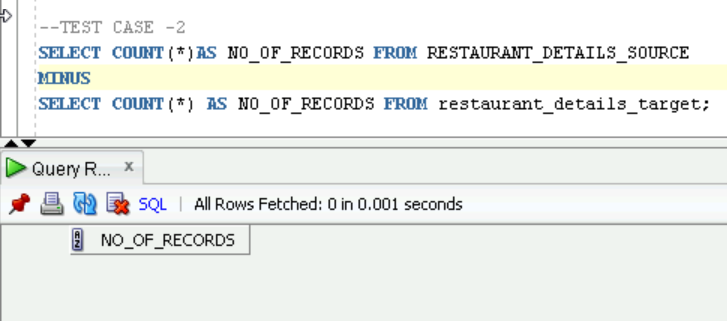 --TEST CASE -2
SELECT COUNT(*)AS NO_OF_RECORDS FROM RESTAURANT_DETAILS_SOURCE
MINUS
SELECT COUNT(*) AS NO_OF_RECORDS FROM restaurant_details_target;
Query R... x
SQL | All Rows Fetched: 0 in 0.001 seconds
NO_OF_RECORDS